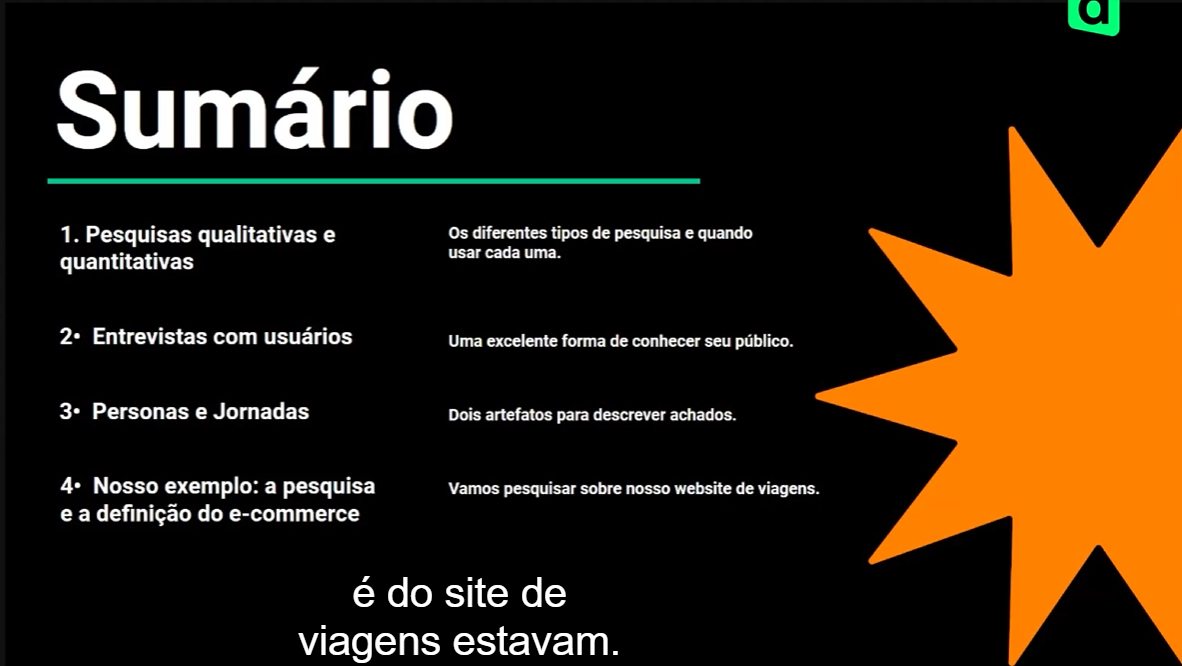 a
Sumário
1. Pesquisas qualitativas e
quantitativas
Os diferentes tipos de pesquisa e quando
usar cada uma.
2• Entrevistas com usuários
Uma excelente forma de conhecer seu público.
3• Personas e Jornadas
Dois artefatos para descrever achados.
4• Nosso exemplo: a pesquisa
e a definição do e-commerce
Vamos pesquisar sobre nosso website de viagens.
é do site de
viagens estavam.